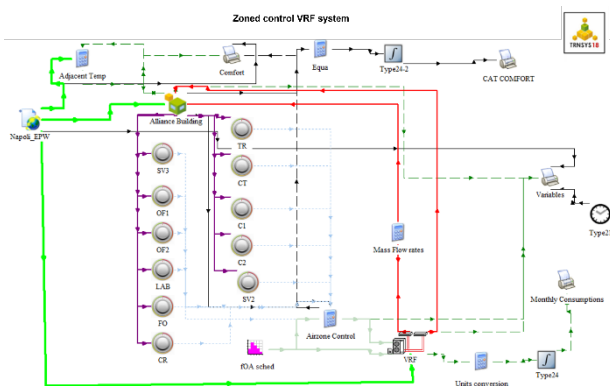 Zoned control VRF system
TRNSYS18
Adjacent Temp
Comfort
Equa
Type24-2
CAT COMFORT
Napoli_EPW
Alliance Building
TR
SV3
CT
Variables
OF1
C1
Type21
OF2
C2
Mass Flow rates
LAB
SV2
Monthly Consumptions
FO
Airzone Control
CR
fOA sched
VRF
Units conversion
Type24